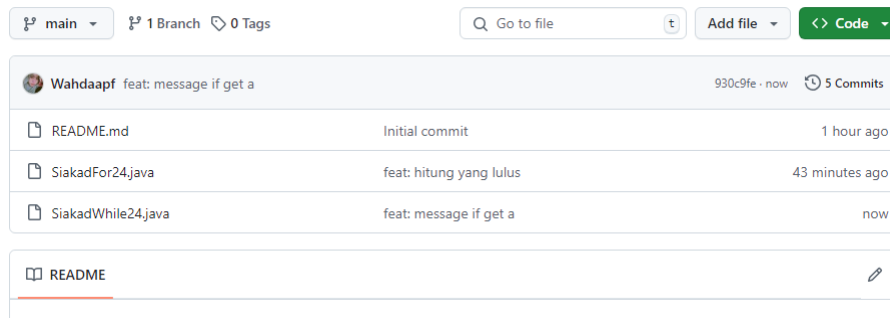 main 1 Branch 0 Tags Go to file t Add file Code
Wahdaapf feat: message if get a 930c9fe · now 5 Commits
README.md Initial commit 1 hour ago
SiakadFor24.java feat: hitung yang lulus 43 minutes ago
SiakadWhile24.java feat: message if get a now
README